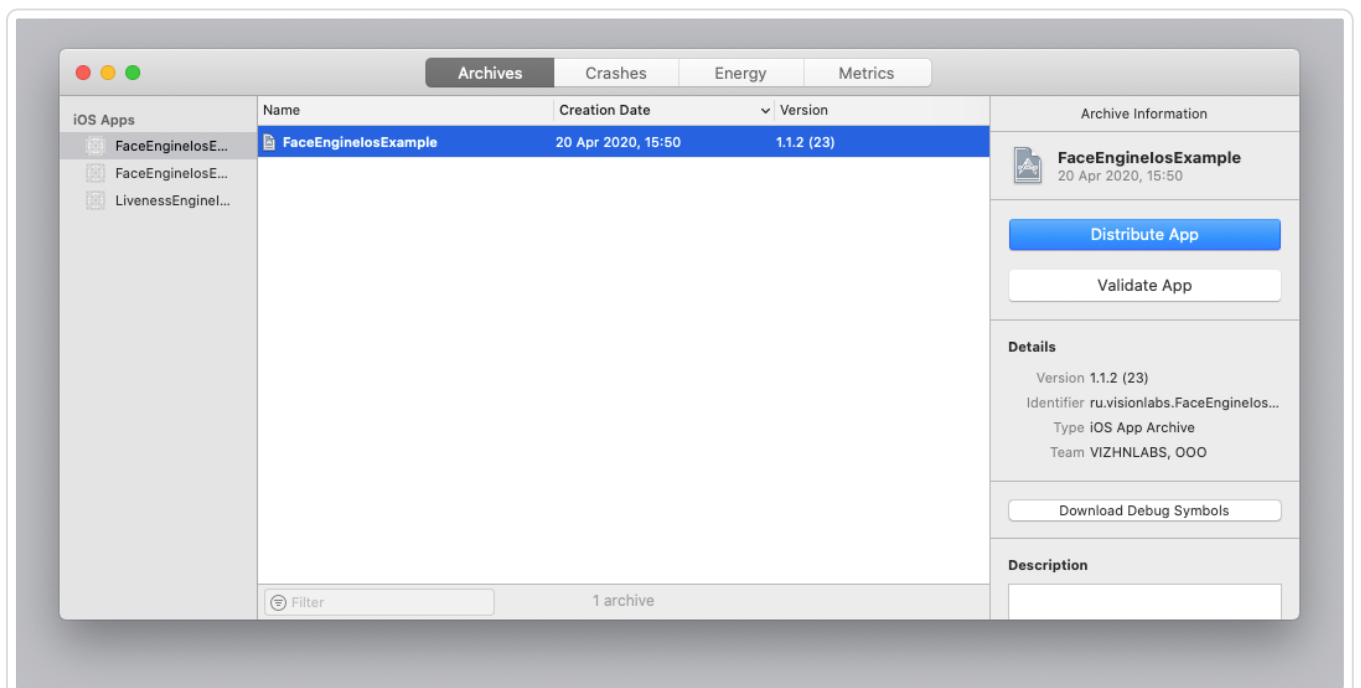 Archives Crashes Energy Metrics
iOS Apps
FaceEngineIosE...
FaceEngineIosE...
LivenessEngineI...
Name Creation Date Version
FaceEngineIosExample 20 Apr 2020, 15:50 1.1.2 (23)
Filter 1 archive
Archive Information
FaceEngineIosExample
20 Apr 2020, 15:50
Distribute App
Validate App
Details
Version 1.1.2 (23)
Identifier ru.visionlabs.FaceEngineIos...
Type iOS App Archive
Team VIZHNLABS, OOO
Download Debug Symbols
Description